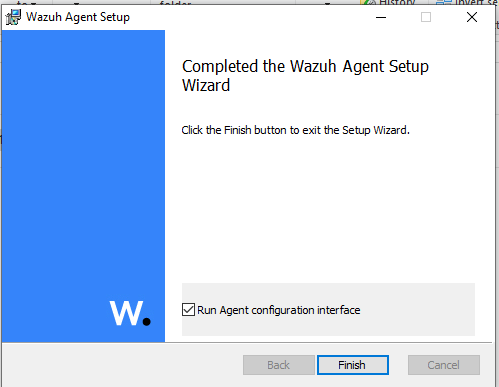 folder
History
Invert se
Wazuh Agent Setup
Completed the Wazuh Agent Setup
Wizard
Click the Finish button to exit the Setup Wizard.
W.
Run Agent configuration interface
Back
Finish
Cancel